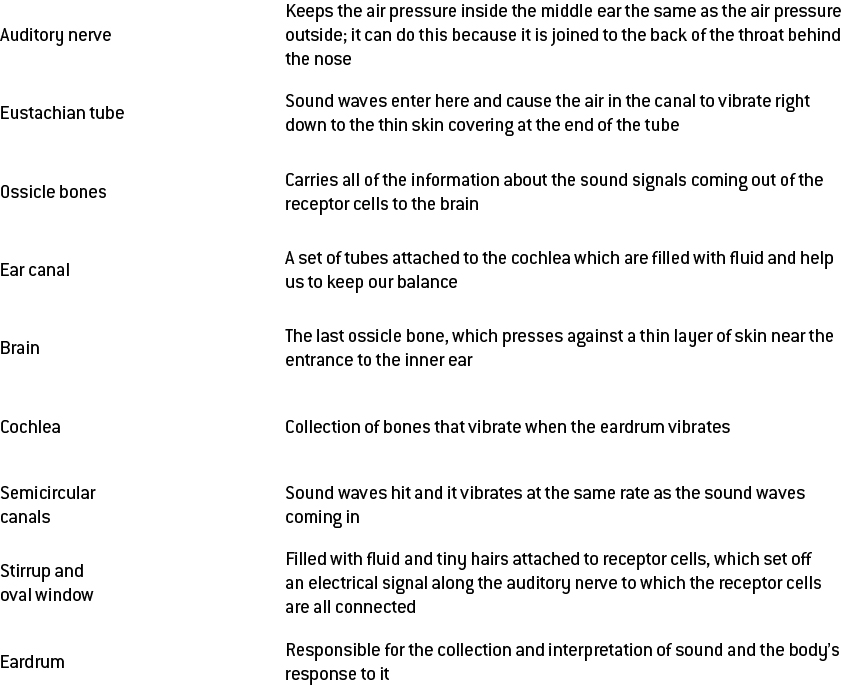 Auditory nerve
Keeps the air pressure inside the middle ear the same as the air pressure
outside; it can do this because it is joined to the back of the throat behind
the nose
Eustachian tube
Sound waves enter here and cause the air in the canal to vibrate right
down to the thin skin covering at the end of the tube
Ossicle bones
Carries all of the information about the sound signals coming out of the
receptor cells to the brain
Ear canal
A set of tubes attached to the cochlea which are filled with fluid and help
us to keep our balance
Brain
The last ossicle bone, which presses against a thin layer of skin near the
entrance to the inner ear
Cochlea
Collection of bones that vibrate when the eardrum vibrates
Semicircular
canals
Sound waves hit and it vibrates at the same rate as the sound waves
coming in
Stirrup and
oval window
Filled with fluid and tiny hairs attached to receptor cells, which set off
an electrical signal along the auditory nerve to which the receptor cells
are all connected
Eardrum
Responsible for the collection and interpretation of sound and the body's
response to it